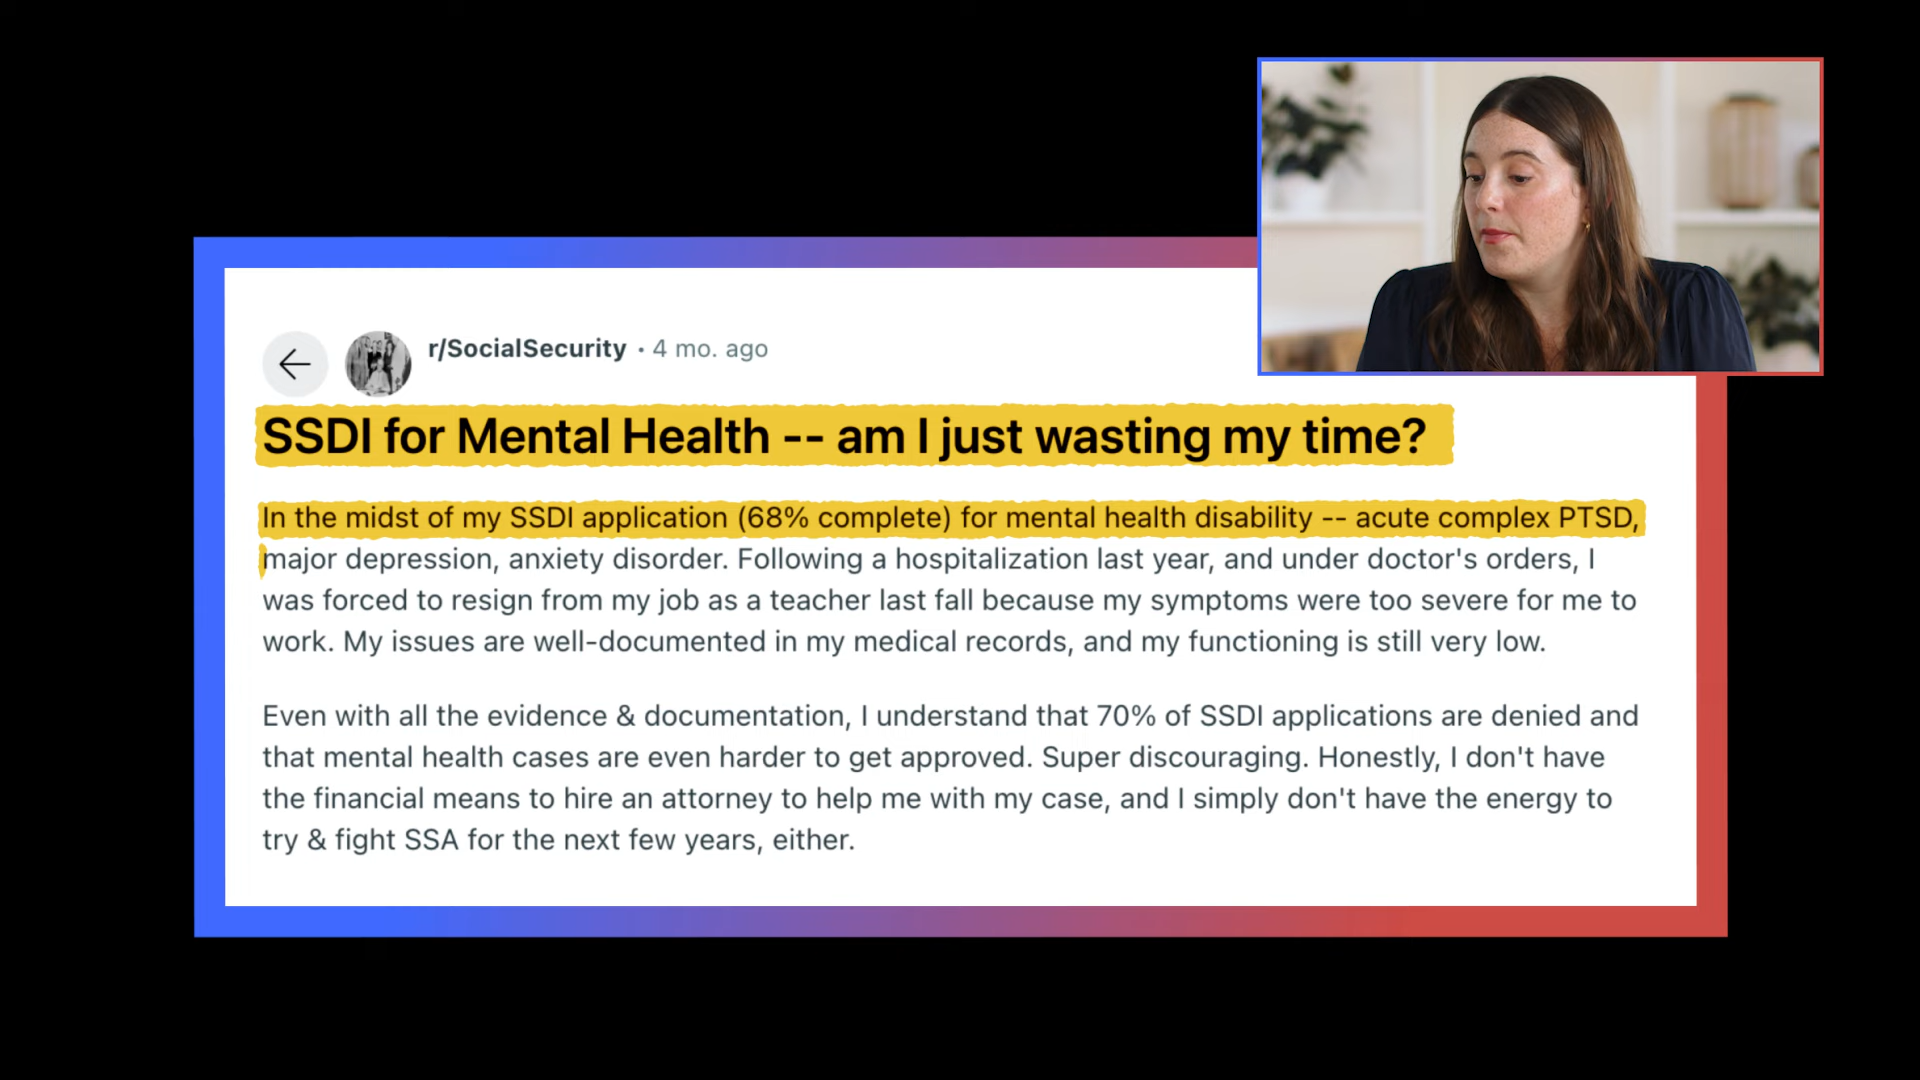 r/SocialSecurity • 4 mo. ago
SSDI for Mental Health -- am I just wasting my time?
In the midst of my SSDI application (68% complete) for mental health disability -- acute complex PTSD,
major depression, anxiety disorder. Following a hospitalization last year, and under doctor's orders, I
was forced to resign from my job as a teacher last fall because my symptoms were too severe for me to
work. My issues are well-documented in my medical records, and my functioning is still very low.
Even with all the evidence & documentation, I understand that 70% of SSDI applications are denied and
that mental health cases are even harder to get approved. Super discouraging. Honestly, I don't have
the financial means to hire an attorney to help me with my case, and I simply don't have the energy to
try & fight SSA for the next few years, either.